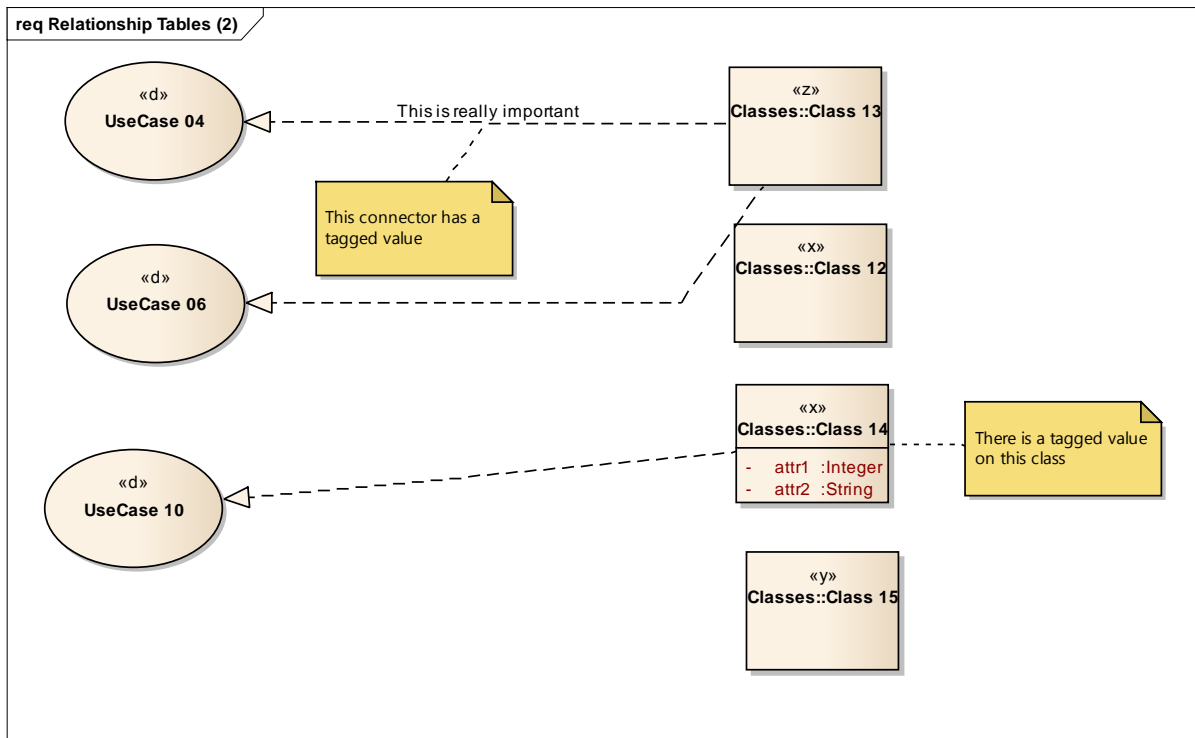 req Relationship Tables (2)
«d»
UseCase 04
This is really important
«z»
Classes::Class 13
This connector has a
tagged value
«d»
UseCase 06
«x»
Classes::Class 12
«x»
Classes::Class 14
- attr1 :Integer
- attr2 :String
There is a tagged value
on this class
«d»
UseCase 10
«y»
Classes::Class 15